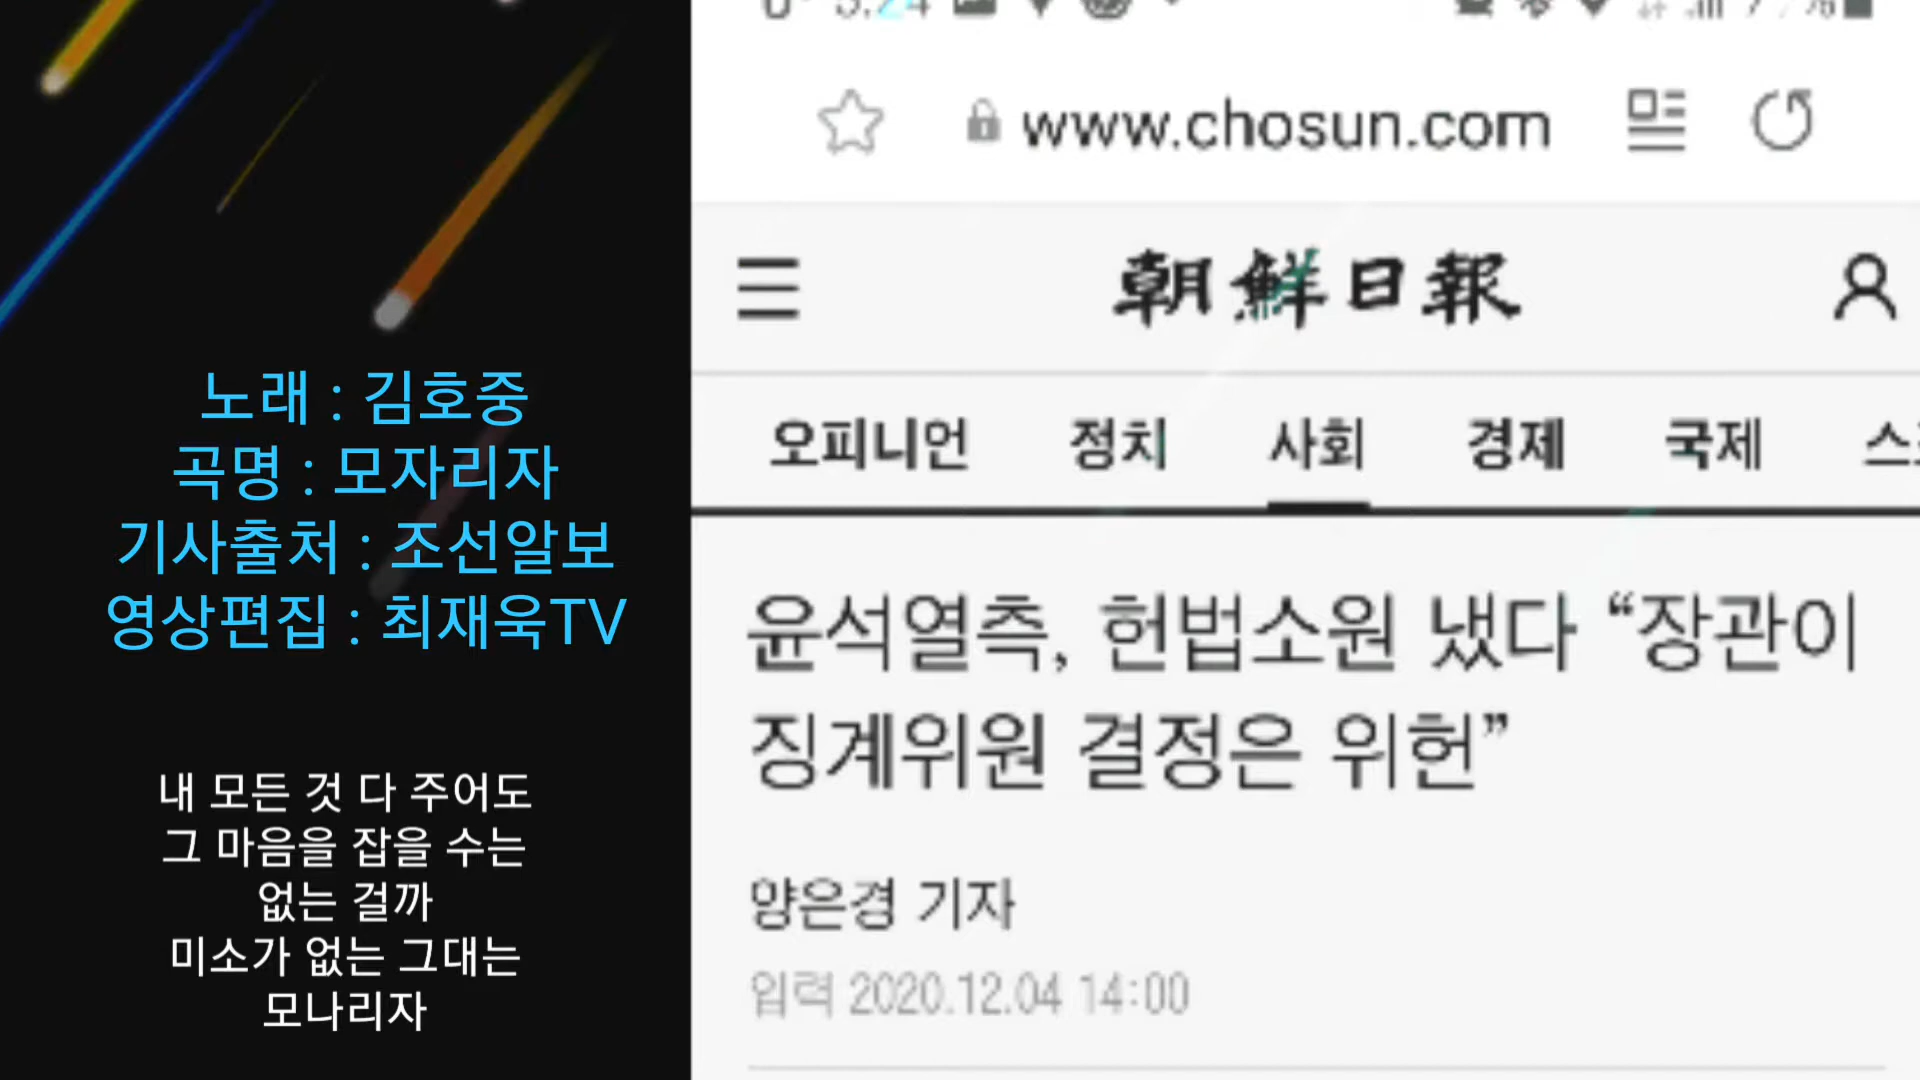 노래 : 김호중
곡명 : 모자리자
기사출처 : 조선알보
영상편집 : 최재욱TV
내 모든 것 다 주어도
그 마음을 잡을 수는
없는 걸까
미소가 없는 그대는
모나리자
www.chosun.com
朝鮮日報
오피니언 정치 사회 경제 국제
윤석열측, 헌법소원 냈다 “장관이
징계위원 결정은 위헌”
양은경 기자
입력 2020.12.04 14:00